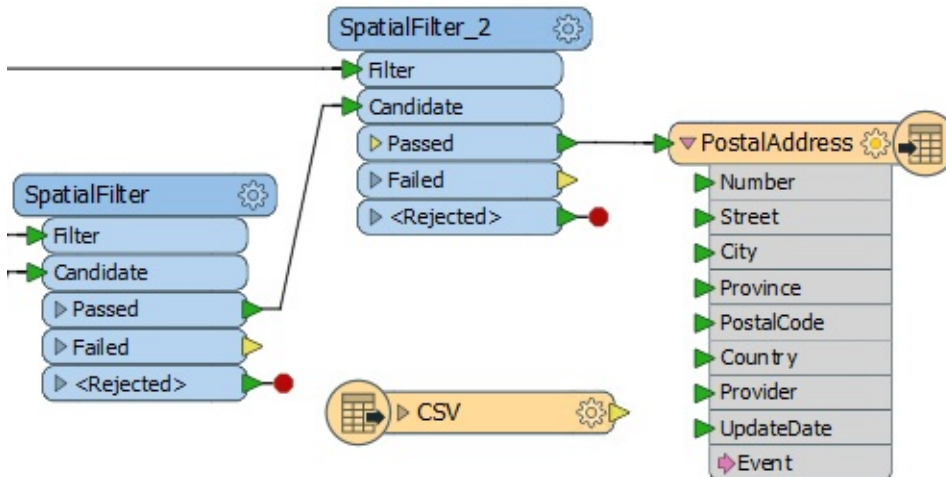 SpatialFilter_2
Filter
Candidate
Passed
Failed
<Rejected>
SpatialFilter
Filter
Candidate
Passed
Failed
<Rejected>
CSV
PostalAddress
Number
Street
City
Province
PostalCode
Country
Provider
UpdateDate
Event